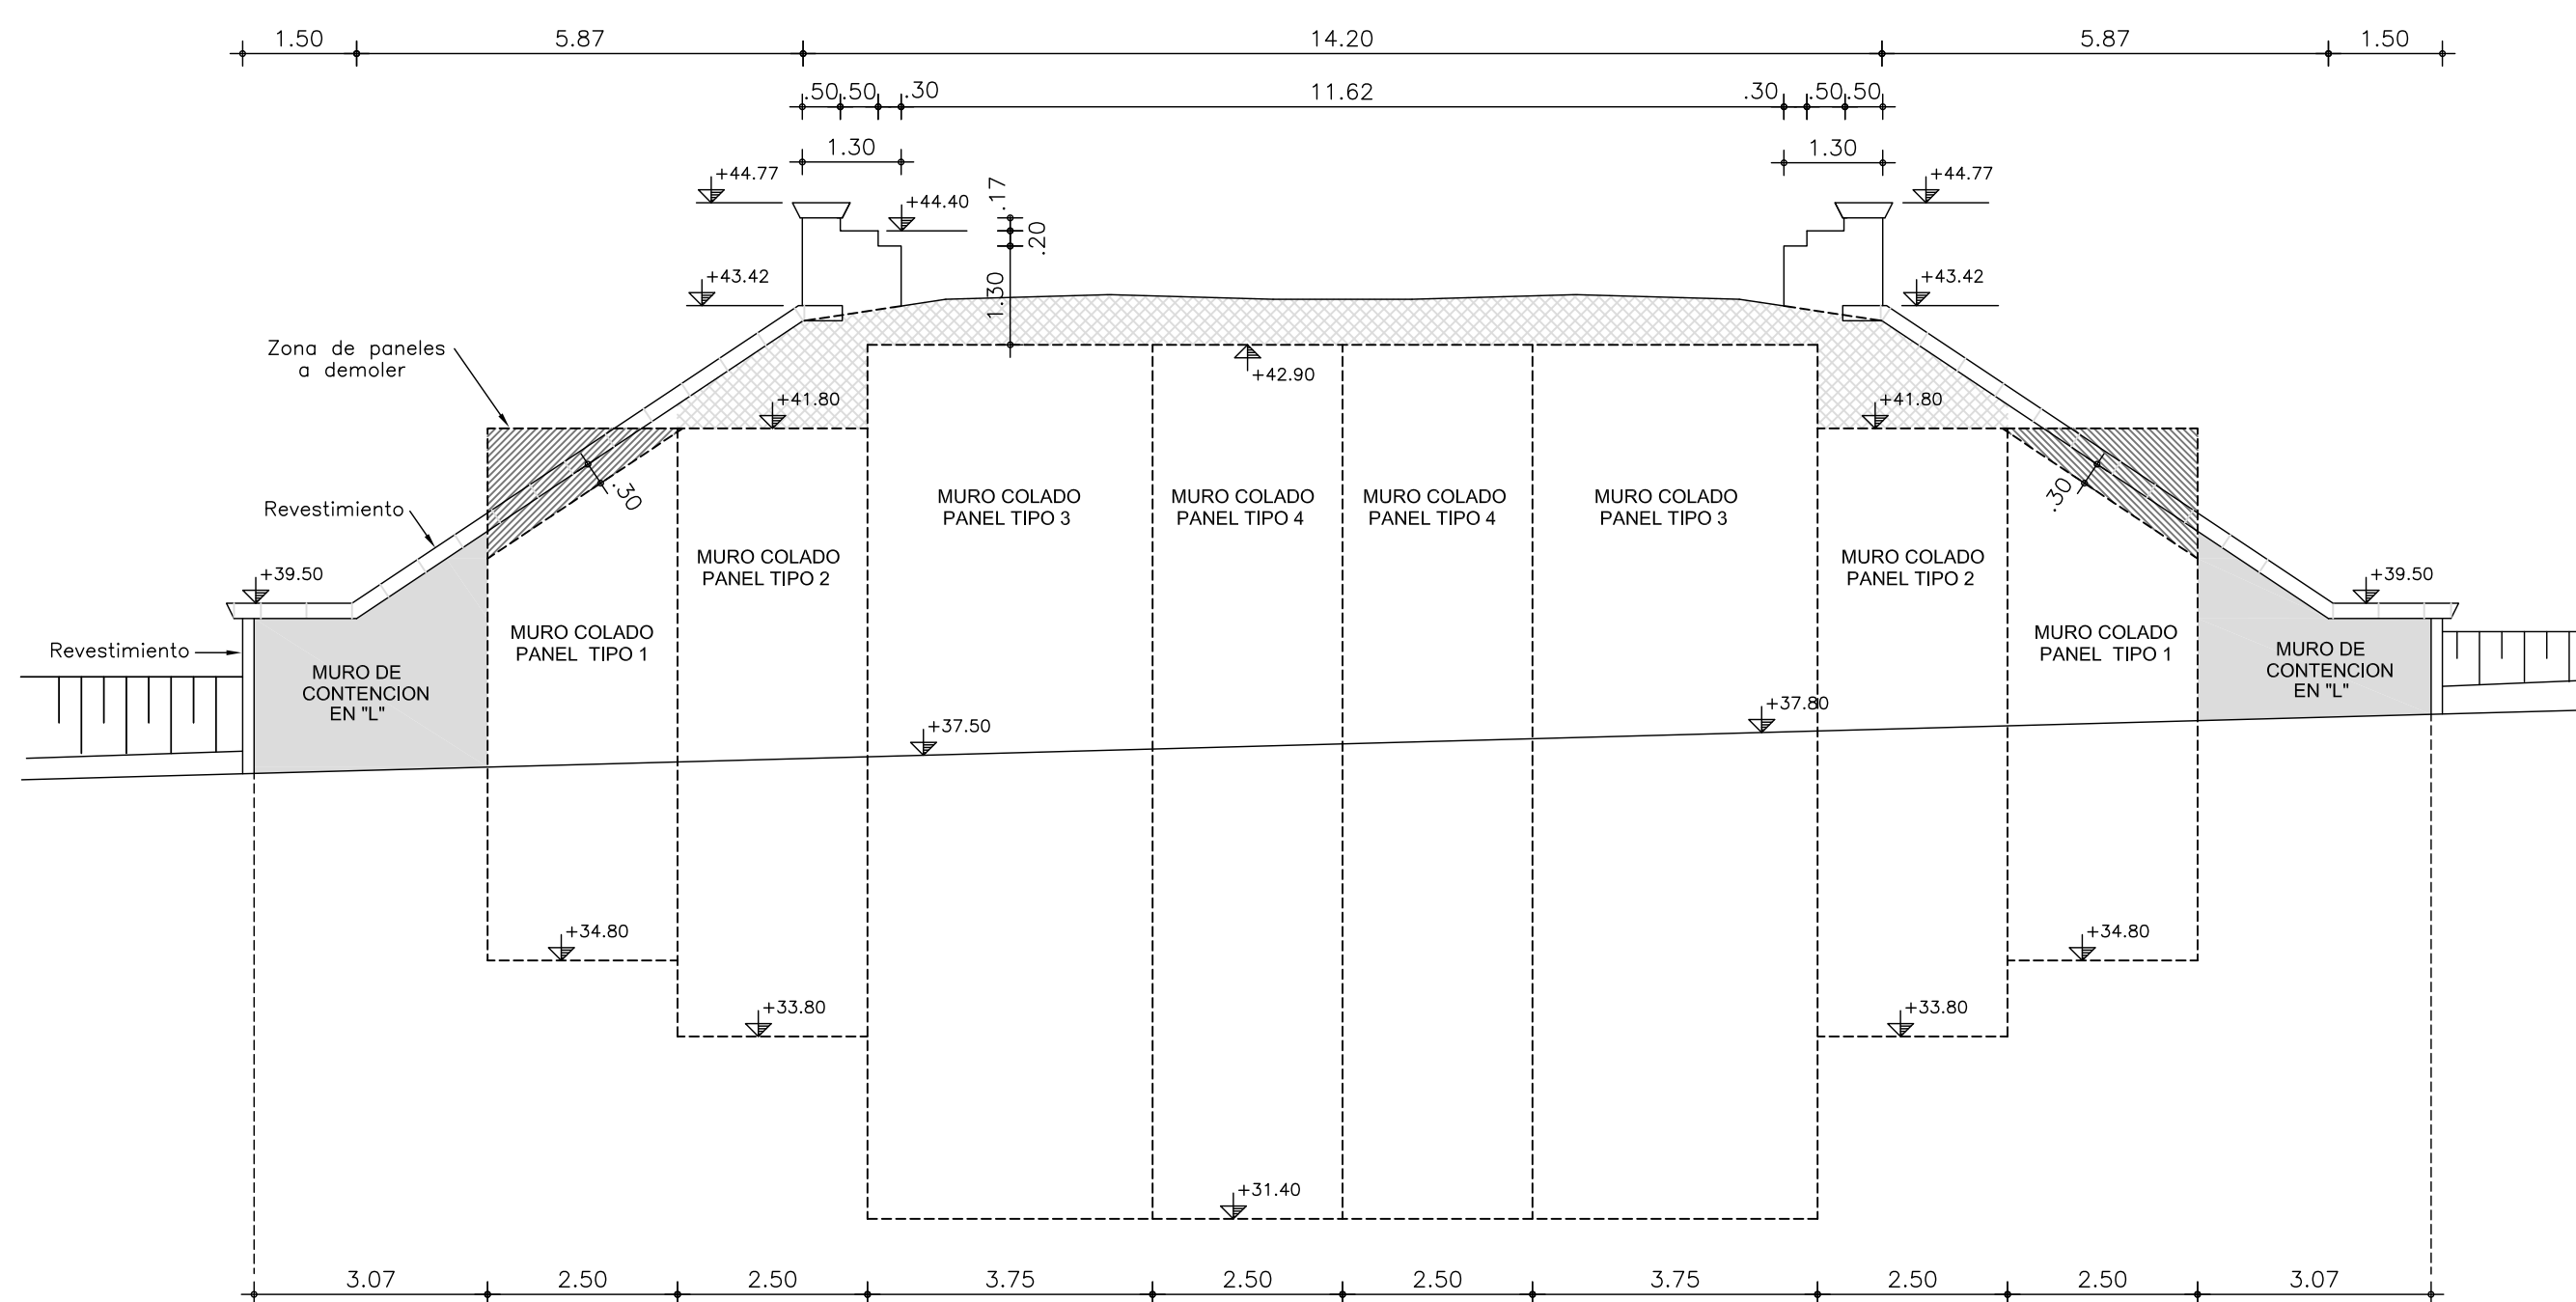 1.50 5.87 14.20 5.87 1.50
.50 .50 .30 11.62 .30 .50 .50
1.30 1.30
+44.77 +44.77
.17
+44.40
.20
+43.42 +43.42
1.30
Zona de paneles
a demoler
+42.90
+41.80 +41.80
.30 .30
Revestimiento
MURO COLADO
PANEL TIPO 3
MURO COLADO
PANEL TIPO 4
MURO COLADO
PANEL TIPO 4
MURO COLADO
PANEL TIPO 3
MURO COLADO
PANEL TIPO 2
MURO COLADO
PANEL TIPO 2
+39.50 +39.50
MURO COLADO
PANEL TIPO 1
MURO COLADO
PANEL TIPO 1
Revestimiento
MURO DE
CONTENCION
EN "L"
MURO DE
CONTENCION
EN "L"
+37.50 +37.80
+34.80 +34.80
+33.80 +33.80
+31.40
3.07 2.50 2.50 3.75 2.50 2.50 3.75 2.50 2.50 3.07